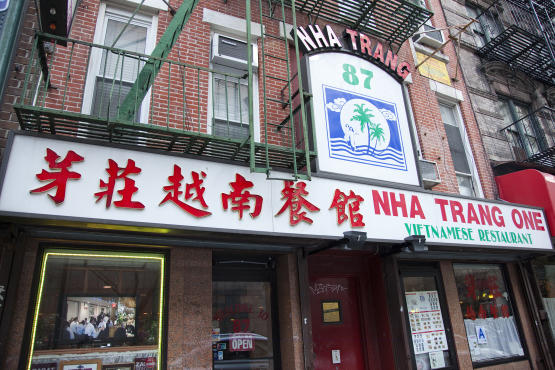 NHA TRANG
87
芽莊越南餐館
NHA TRANG ONE
VIETNAMESE RESTAURANT
OPEN
A